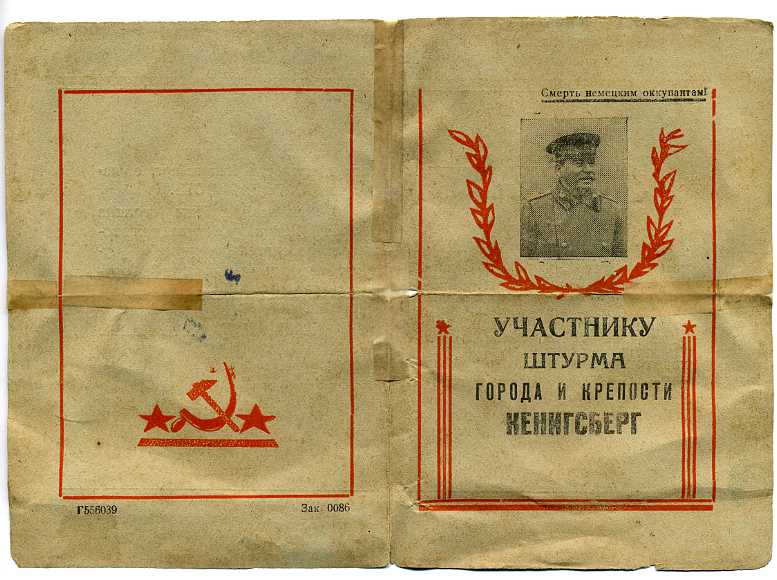 Смерть немецким оккупантам!
УЧАСТНИКУ
ШТУРМА
ГОРОДА И КРЕПОСТИ
КЕНИГСБЕРГ
Г556039
Зак. 0086